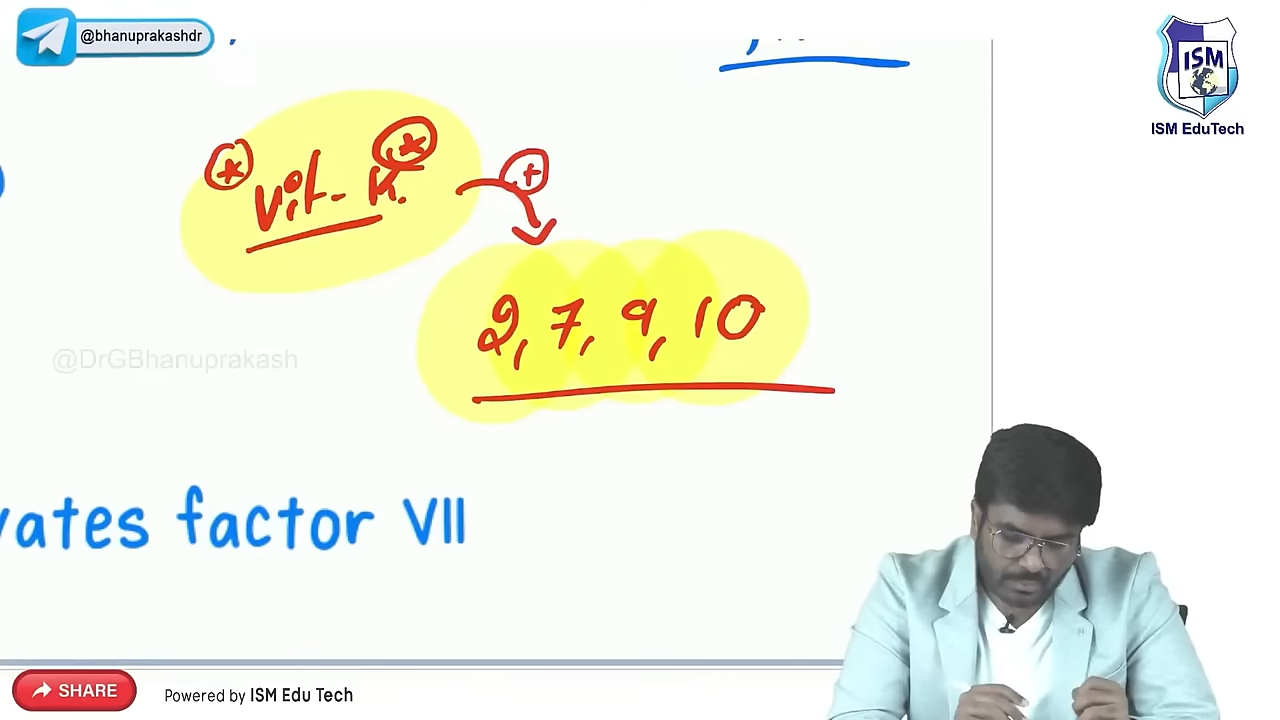 @bhanuprakashdr
ISM
ISM EduTech
Vit-K.
+
2, 7, 9, 10
@DrGBhanuprakash
vates factor VII
SHARE
Powered by ISM Edu Tech